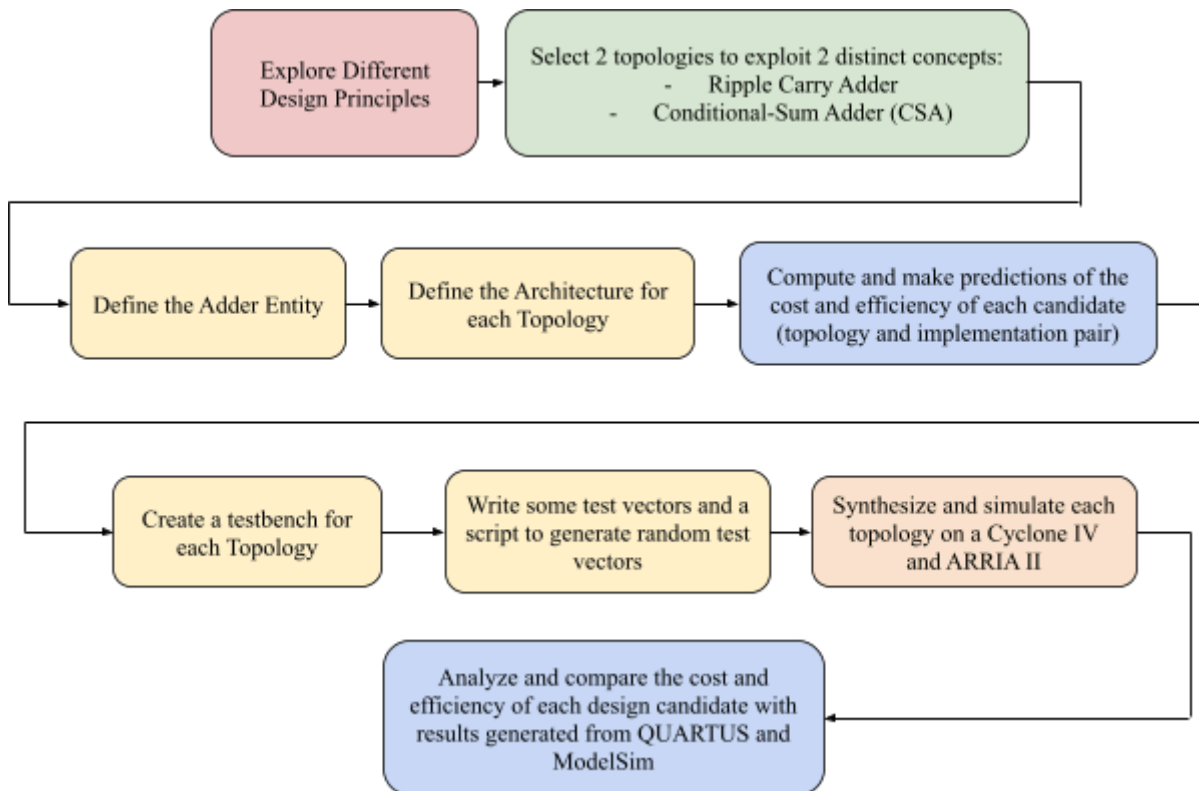 Explore Different
Design Principles
Select 2 topologies to exploit 2 distinct concepts:
- Ripple Carry Adder
- Conditional-Sum Adder (CSA)
Define the Adder Entity
Define the Architecture for
each Topology
Compute and make predictions of the
cost and efficiency of each candidate
(topology and implementation pair)
Create a testbench for
each Topology
Write some test vectors and a
script to generate random test
vectors
Synthesize and simulate each
topology on a Cyclone IV
and ARRIA II
Analyze and compare the cost and
efficiency of each design candidate with
results generated from QUARTUS and
ModelSim